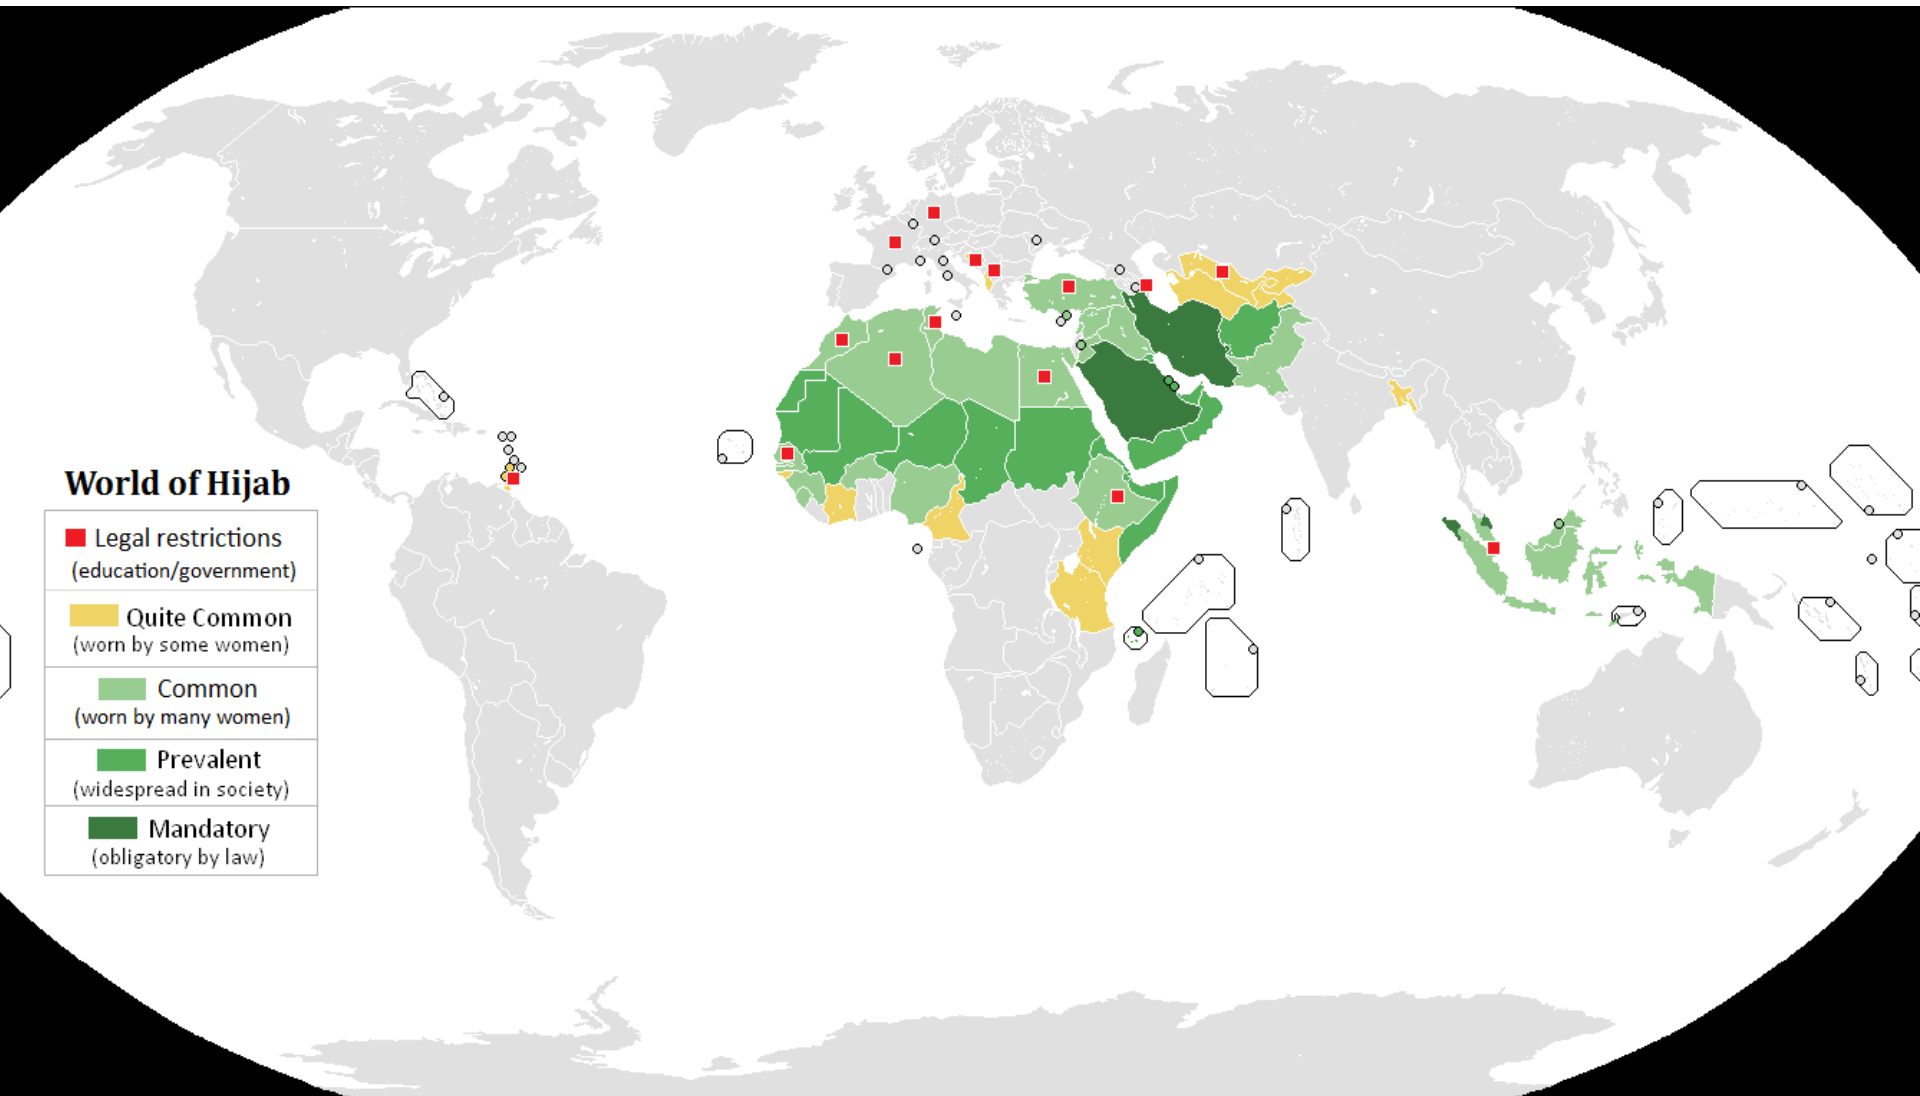 World of Hijab
Legal restrictions
(education/government)
Quite Common
(worn by some women)
Common
(worn by many women)
Prevalent
(widespread in society)
Mandatory
(obligatory by law)